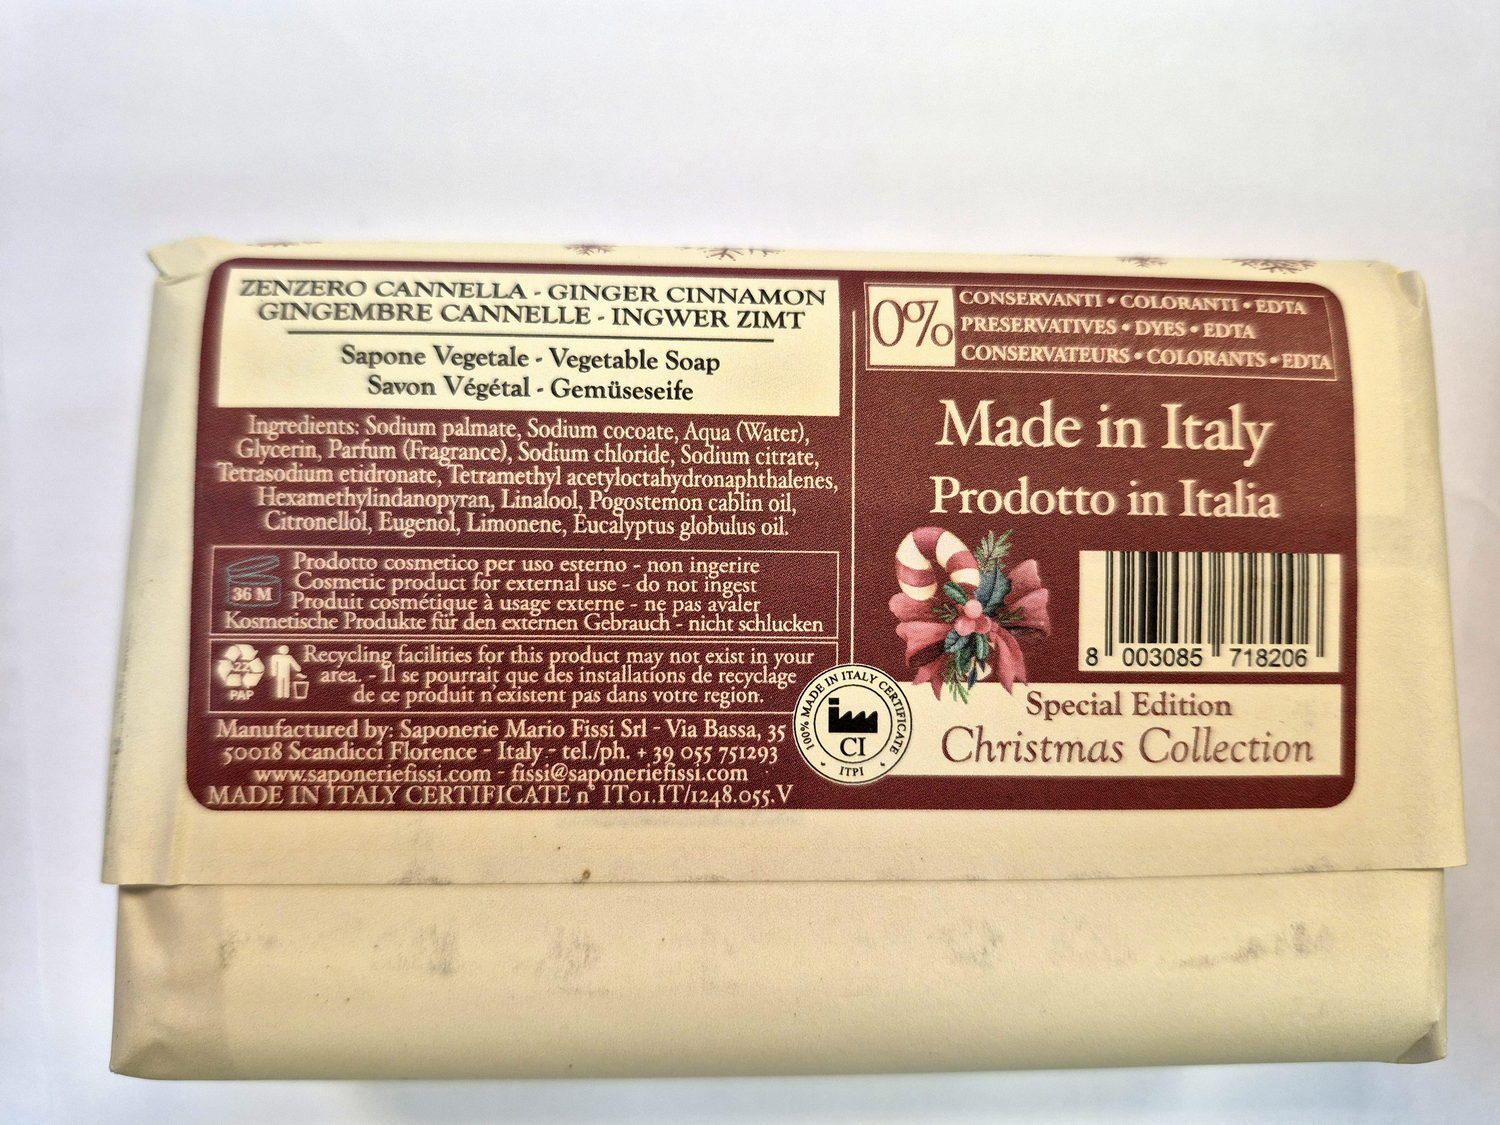 ZENZERO CANNELLA - GINGER CINNAMON
GINGEMBRE CANNELLE - INGWER ZIMT
Sapone Vegetale - Vegetable Soap
Savon Végétal - Gemüseseife
Ingredients: Sodium palmate, Sodium cocoate, Aqua (Water),
Glycerin, Parfum (Fragrance), Sodium chloride, Sodium citrate,
Tetrasodium etidronate, Tetramethyl acetyloctahydronaphthalenes,
Hexamethylindanopyran, Linalool, Pogostemon cablin oil,
Citronellol, Eugenol, Limonene, Eucalyptus globulus oil.
36 M
Prodotto cosmetico per uso esterno - non ingerire
Cosmetic product for external use - do not ingest
Produit cosmétique à usage externe - ne pas avaler
Kosmetische Produkte für den externen Gebrauch - nicht schlucken
22
PAP
Recycling facilities for this product may not exist in your
area. - Il se pourrait que des installations de recyclage
de ce produit n'existent pas dans votre region.
Manufactured by: Saponerie Mario Fissi Srl - Via Bassa, 35
50018 Scandicci Florence - Italy - tel./ph. + 39 055 751293
www.saponeriefissi.com - fissi@saponeriefissi.com
MADE IN ITALY CERTIFICATE n° IT01.IT/1248.055.V
0%
CONSERVANTI • COLORANTI • EDTA
PRESERVATIVES • DYES • EDTA
CONSERVATEURS • COLORANTS • EDTA
Made in Italy
Prodotto in Italia
8 003085 718206
100% MADE IN ITALY CERTIFICATE
CI
ITPI
Special Edition
Christmas Collection